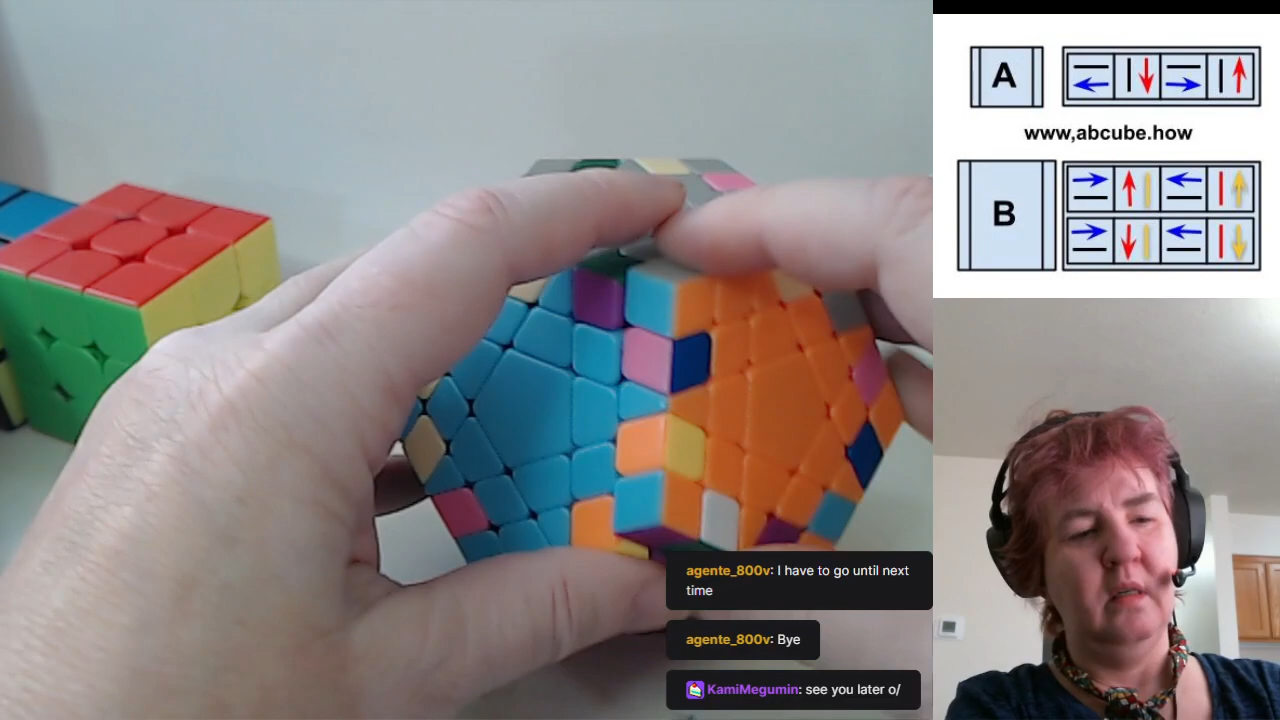 A
www,abcube.how
B
agente_800v: I have to go until next
time
agente_800v: Bye
KamiMegumin: see you later o/